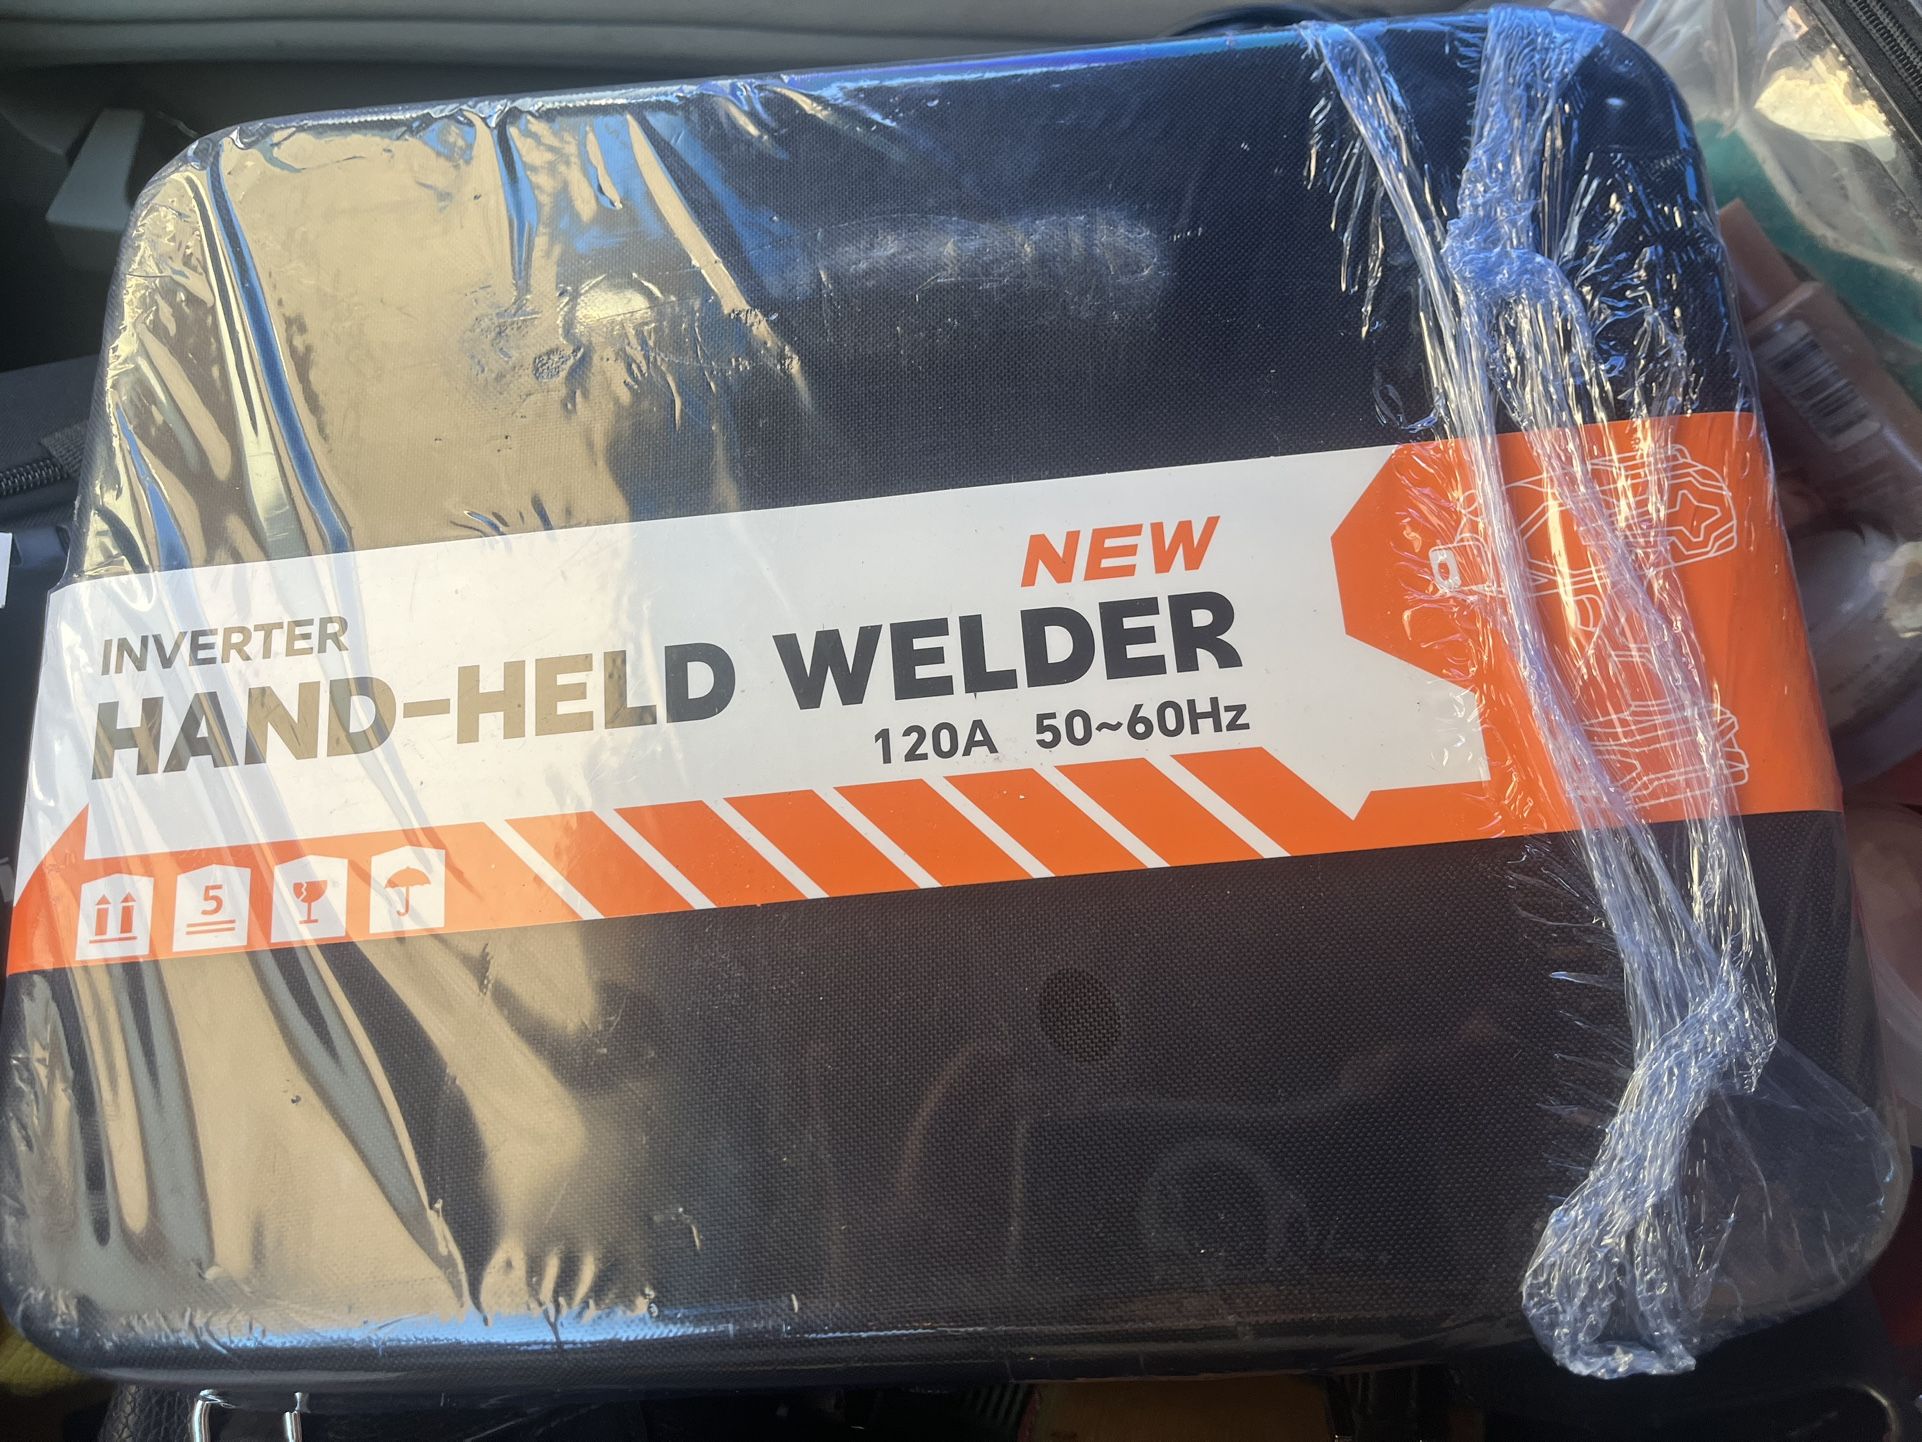 NEW
INVERTER
HAND-HELD WELDER
120A 50~60Hz
5